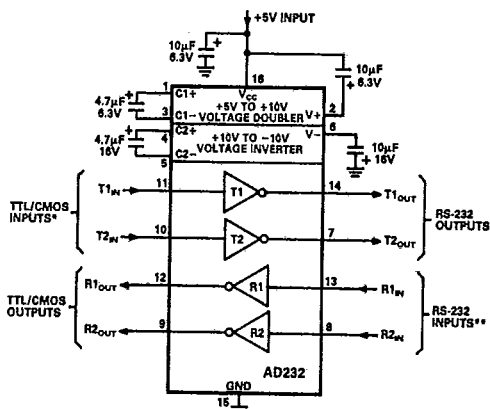 +5V INPUT
10μF
6.3V
10μF
6.3V
16
1
C1+
VCC
4.7μF
6.3V
+5V TO +10V
VOLTAGE DOUBLER
2
V+
3
C1−
C2+
4
4.7μF
16V
+10V TO −10V
VOLTAGE INVERTER
V−
6
10μF
16V
C2−
5
TTL/CMOS
INPUTS*
T1IN
11
T1
14
T1OUT
RS-232
OUTPUTS
T2IN
10
T2
7
T2OUT
TTL/CMOS
OUTPUTS
R1OUT
12
R1
13
R1IN
RS-232
INPUTS**
R2OUT
9
R2
8
R2IN
AD232
GND
15